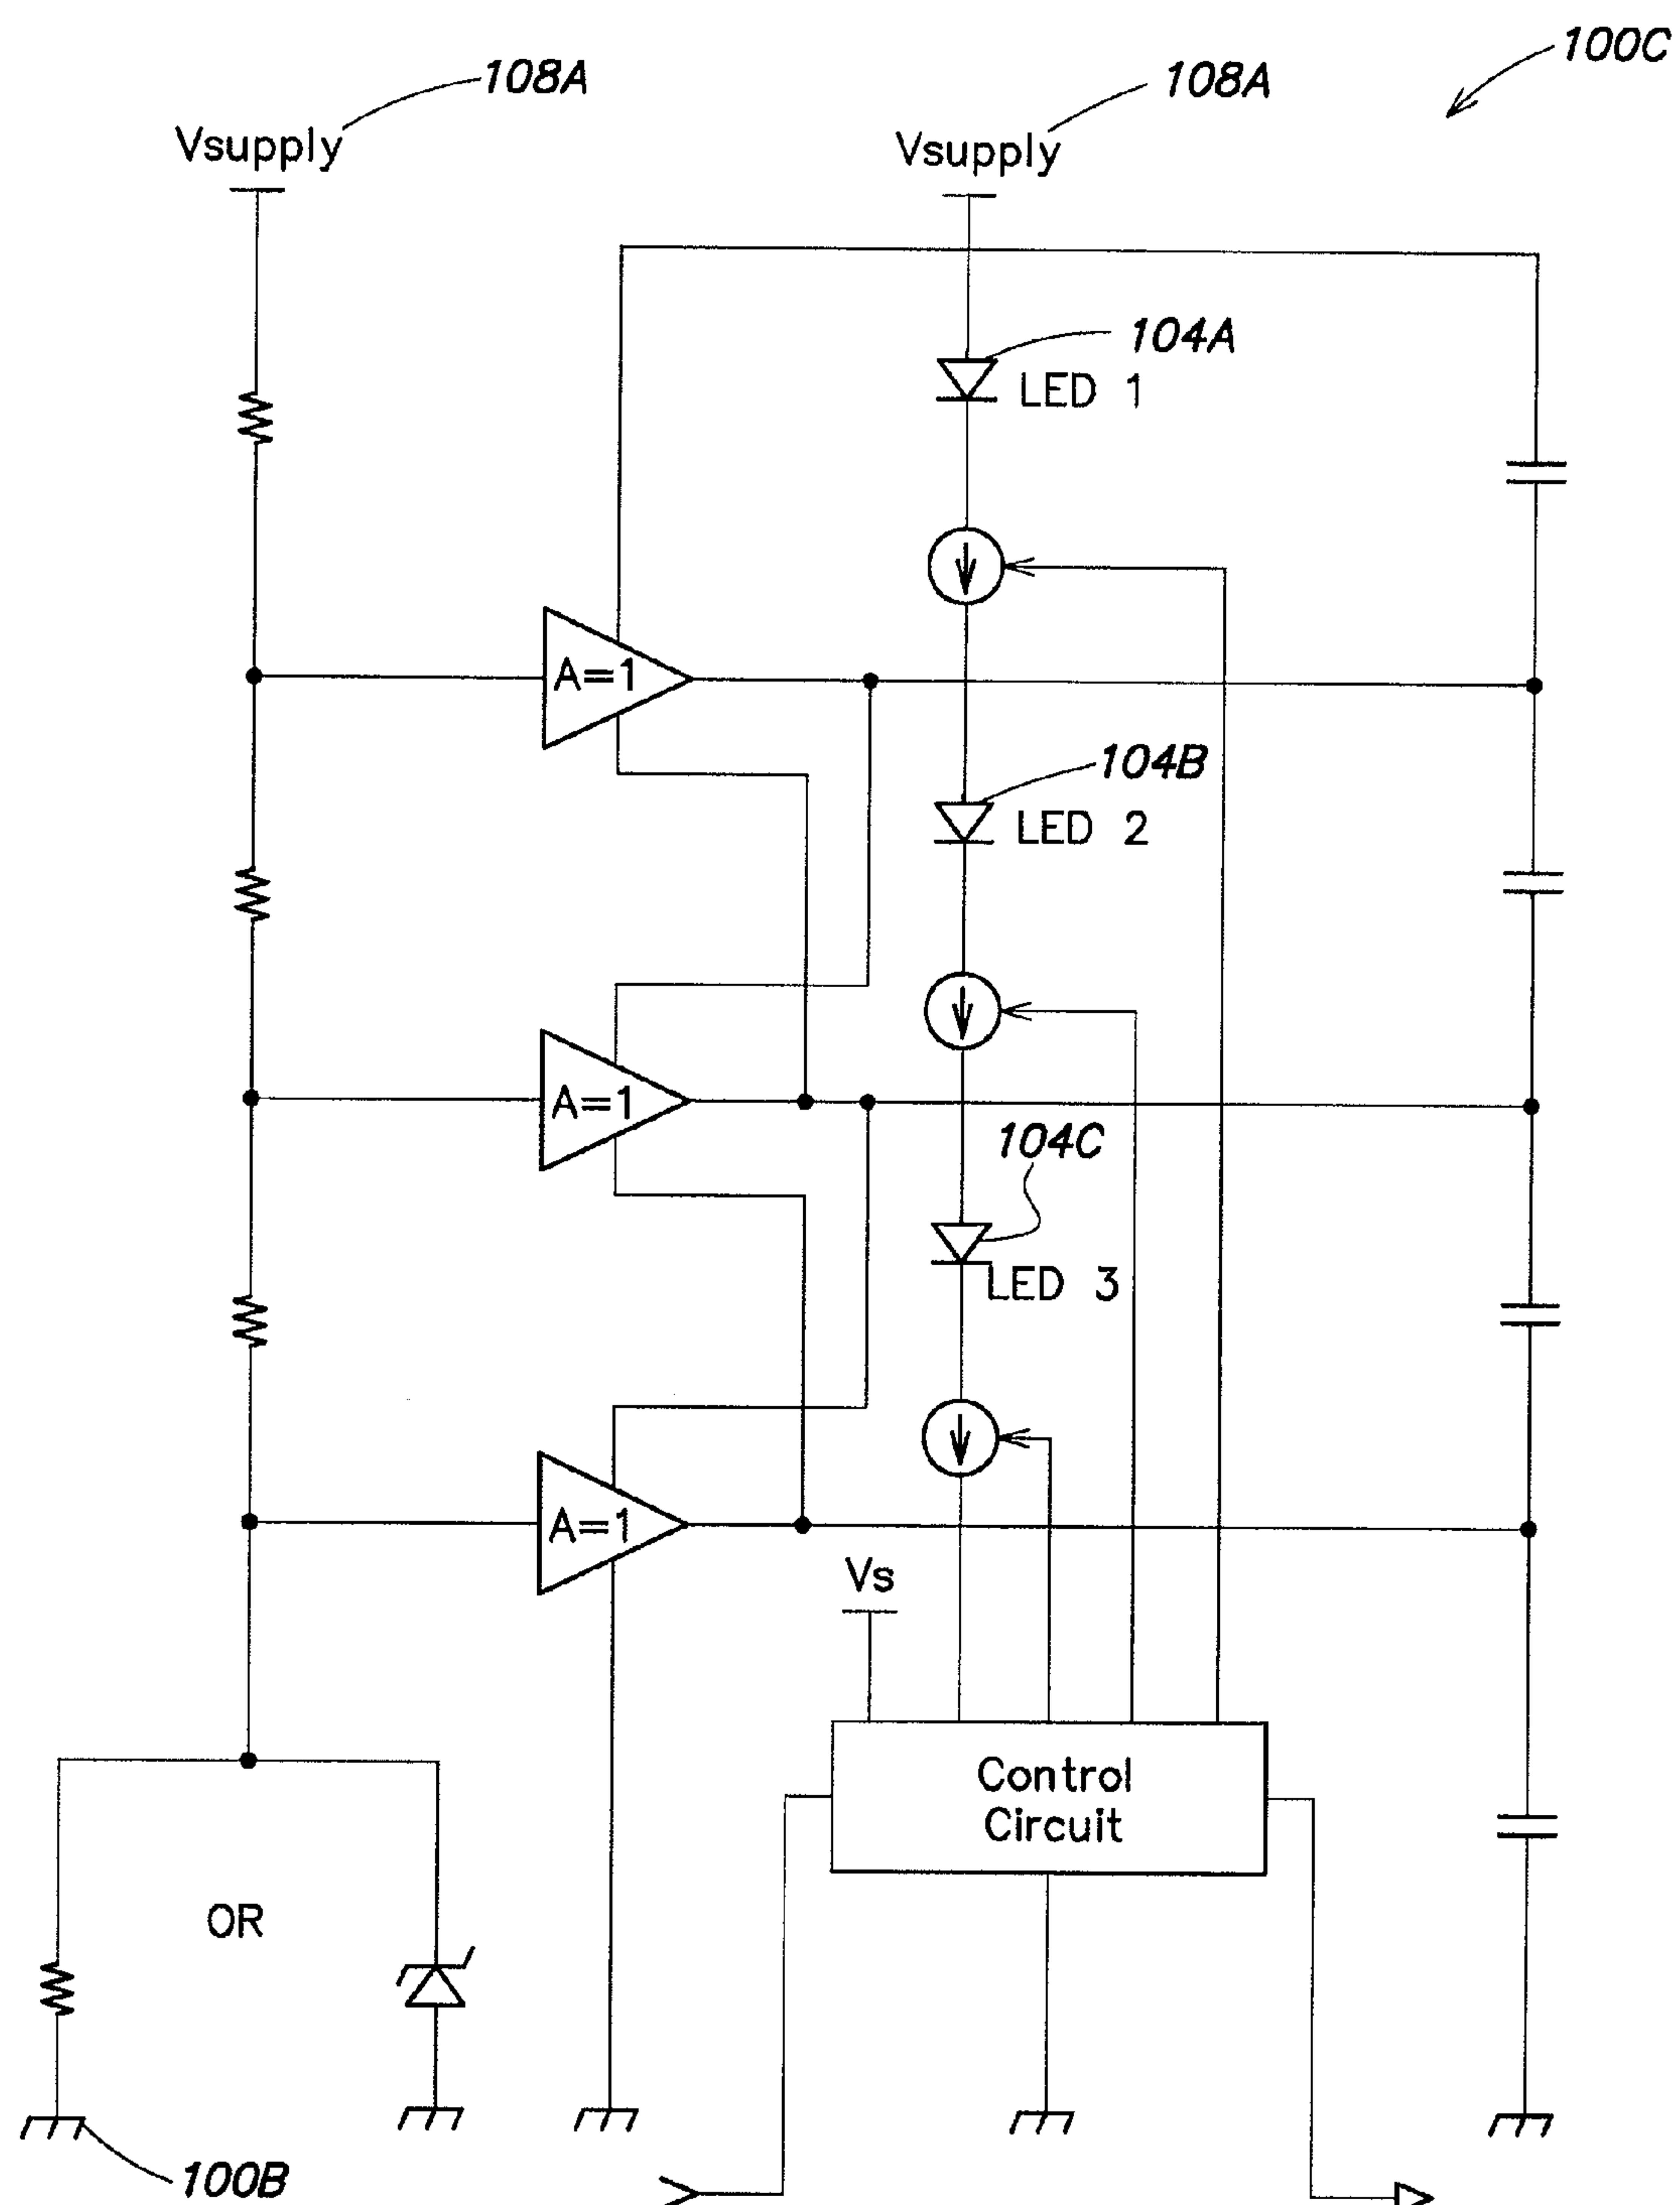 100C
108A
108A
Vsupply
Vsupply
104A
LED 1
A=1
104B
LED 2
A=1
104C
LED 3
A=1
Vs
Control
Circuit
OR
100B